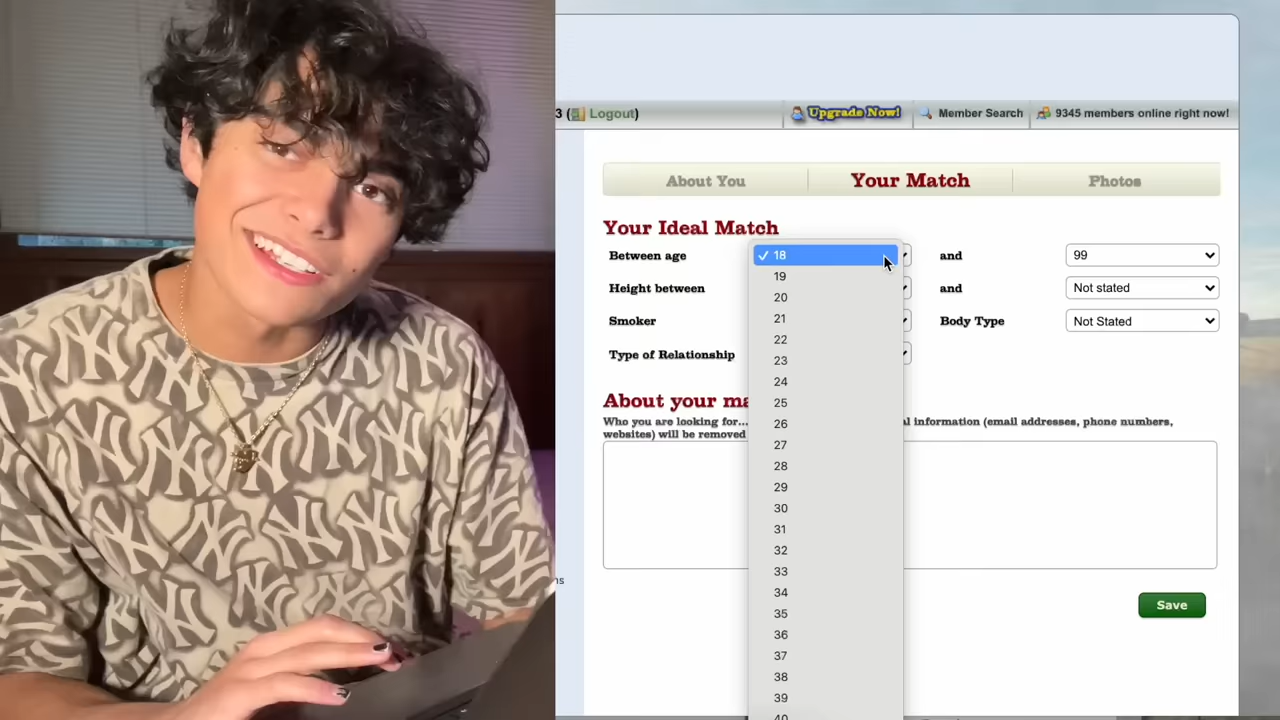 3 ( Logout)
Upgrade Now!
Member Search
9345 members online right now!
About You
Your Match
Photos
Your Ideal Match
Between age
18
and
99
Height between
and
Not stated
Smoker
Body Type
Not Stated
Type of Relationship
✓ 18
19
20
21
22
23
24
25
26
27
28
29
30
31
32
33
34
35
36
37
38
39
40
About your ma
Who you are looking for...
al information (email addresses, phone numbers,
websites) will be removed
Save
ns
NY